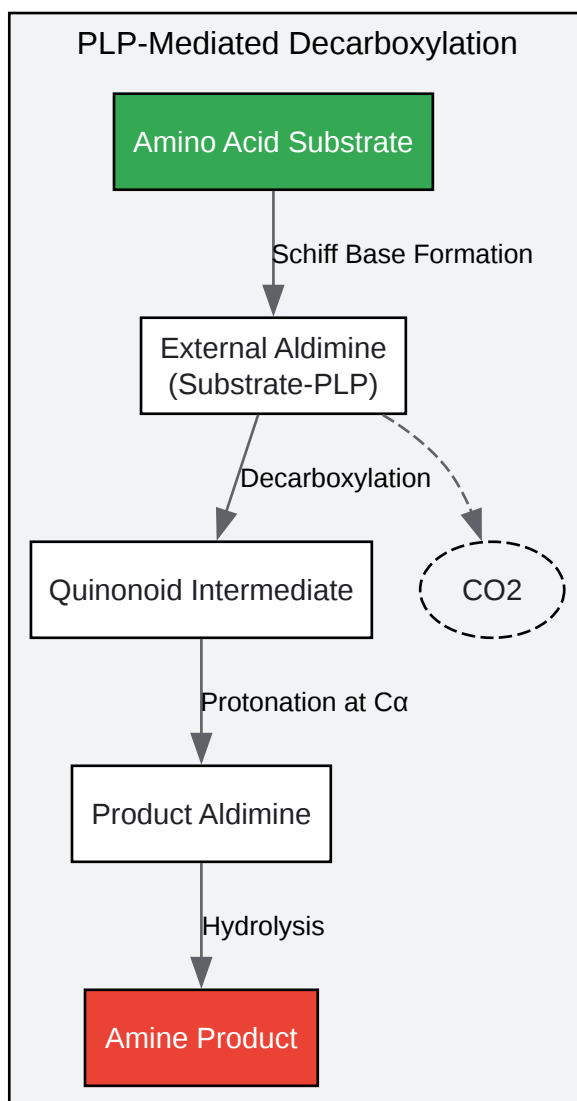 PLP-Mediated Decarboxylation
Amino Acid Substrate
Schiff Base Formation
External Aldimine
(Substrate-PLP)
Decarboxylation
Quinonoid Intermediate
CO2
Protonation at Cα
Product Aldimine
Hydrolysis
Amine Product